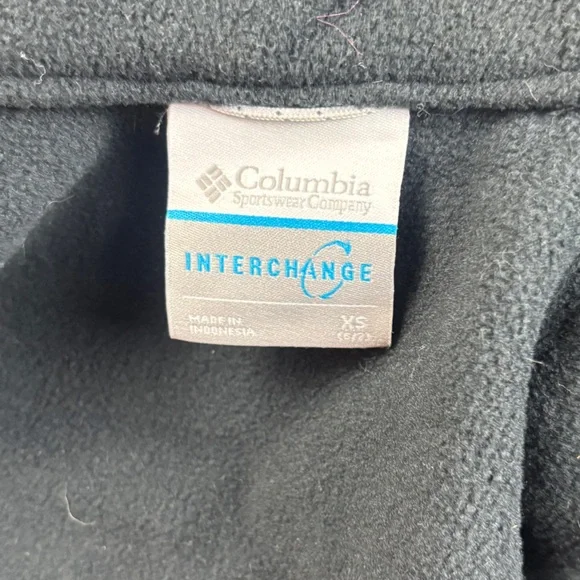 Columbia
Sportswear Company
INTERCHANGE
MADE IN
INDONESIA
XS